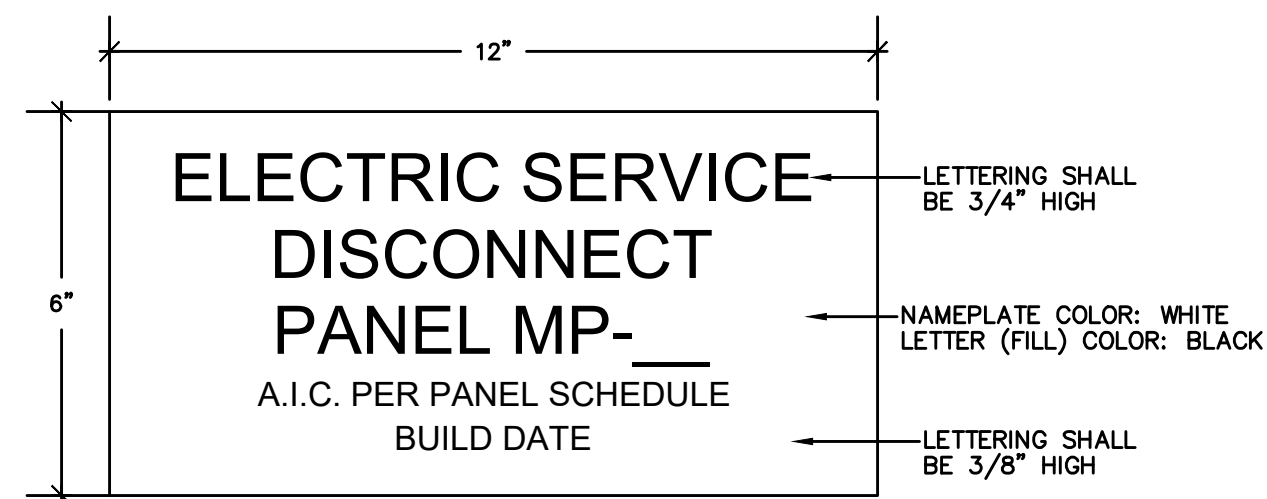 12"
6"
ELECTRIC SERVICE
DISCONNECT
PANEL MP-__
A.I.C. PER PANEL SCHEDULE
BUILD DATE
LETTERING SHALL
BE 3/4" HIGH
NAMEPLATE COLOR: WHITE
LETTER (FILL) COLOR: BLACK
LETTERING SHALL
BE 3/8" HIGH